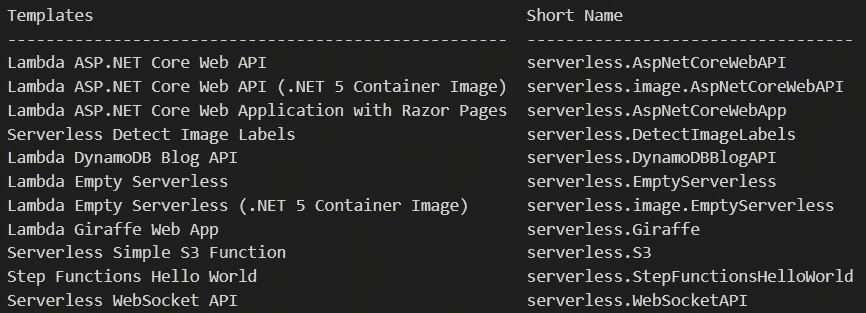 Templates Short Name
---------------------------------------------------- ----------------------------------
Lambda ASP.NET Core Web API serverless.AspNetCoreWebAPI
Lambda ASP.NET Core Web API (.NET 5 Container Image) serverless.image.AspNetCoreWebAPI
Lambda ASP.NET Core Web Application with Razor Pages serverless.AspNetCoreWebApp
Serverless Detect Image Labels serverless.DetectImageLabels
Lambda DynamoDB Blog API serverless.DynamoDBBlogAPI
Lambda Empty Serverless serverless.EmptyServerless
Lambda Empty Serverless (.NET 5 Container Image) serverless.image.EmptyServerless
Lambda Giraffe Web App serverless.Giraffe
Serverless Simple S3 Function serverless.S3
Step Functions Hello World serverless.StepFunctionsHelloWorld
Serverless WebSocket API serverless.WebSocketAPI